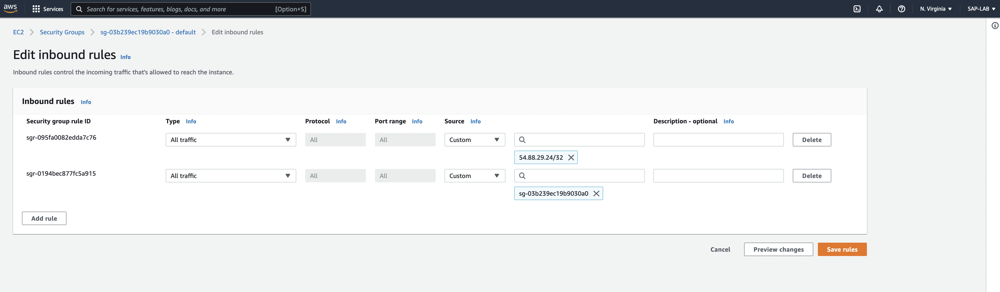 aws Services Search for services, features, blogs, docs, and more [Option+S] N. Virginia SAP-LAB
EC2 Security Groups sg-03b239ec19b9030a0 - default Edit inbound rules
Edit inbound rules Info
Inbound rules control the incoming traffic that's allowed to reach the instance.
Inbound rules Info
Security group rule ID Type Info Protocol Info Port range Info Source Info Description - optional Info
sgr-095fa0082edda7c76 All traffic All All Custom Delete
54.88.29.24/32
sgr-0194bec877fc5a915 All traffic All All Custom Delete
sg-03b239ec19b9030a0
Add rule
Cancel Preview changes Save rules